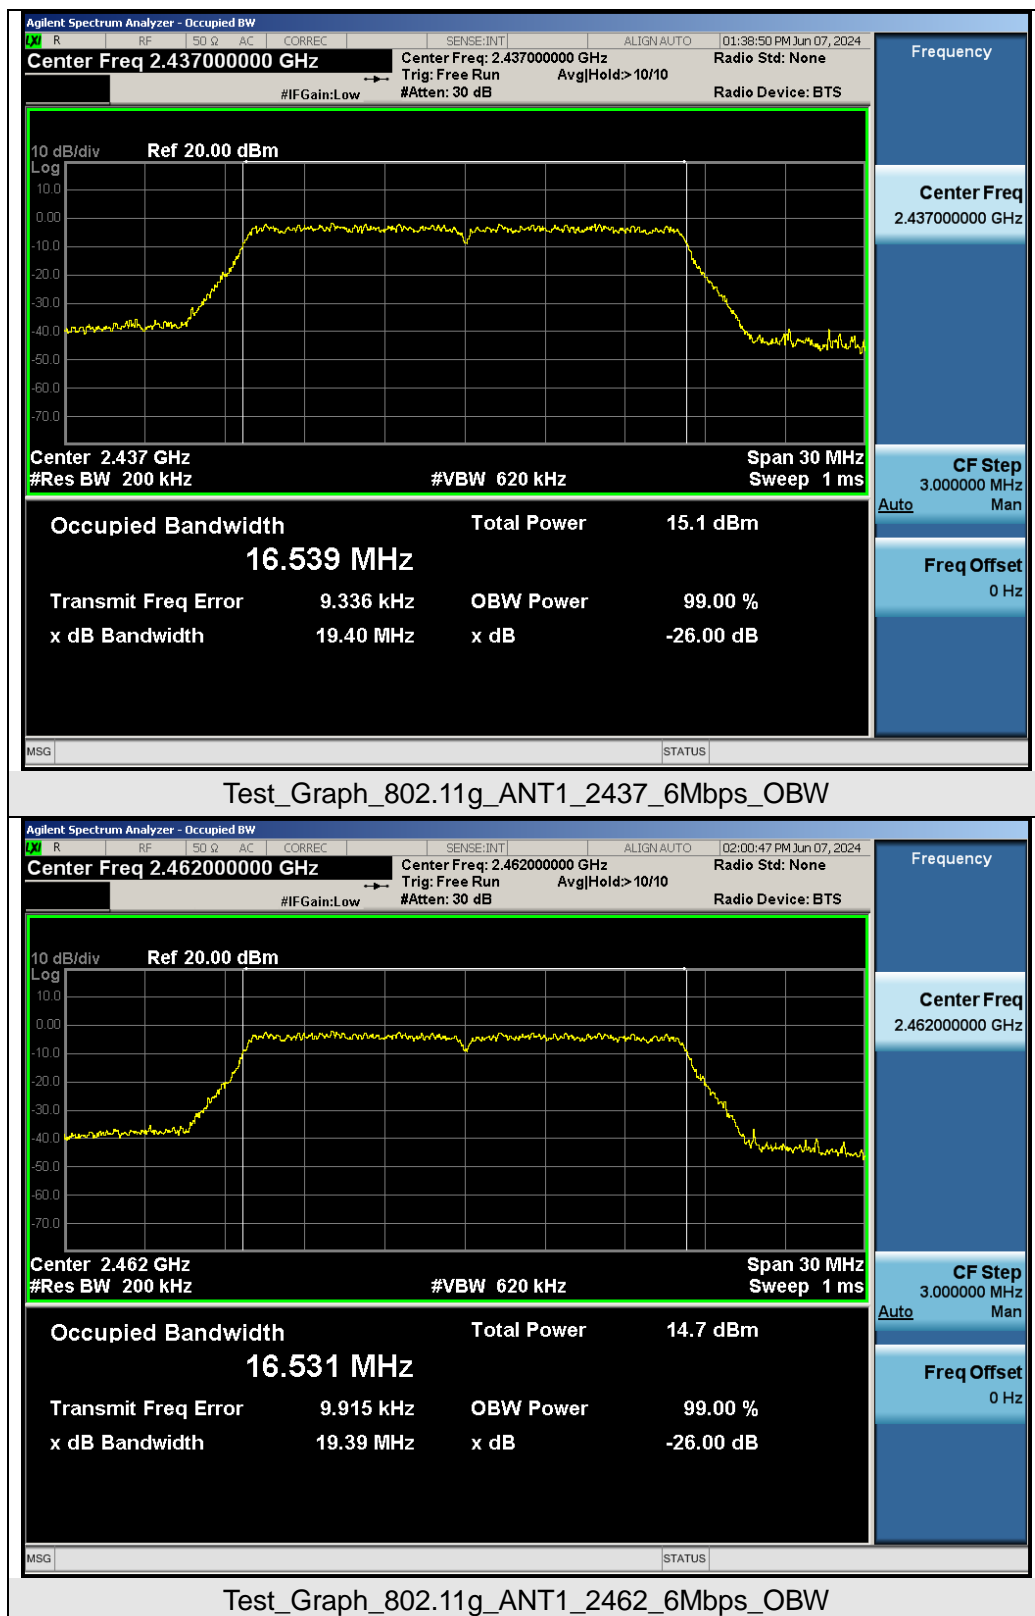 Agilent Spectrum Analyzer - Occupied BW
LXI R RF 50 Ω AC CORREC SENSE:INT ALIGN AUTO 01:38:50 PM Jun 07, 2024
Center Freq 2.437000000 GHz Center Freq: 2.437000000 GHz Radio Std: None Frequency
Trig: Free Run Avg|Hold:>10/10
#IFGain:Low #Atten: 30 dB Radio Device: BTS
10 dB/div Ref 20.00 dBm
Log
10.0
0.00
-10.0
-20.0
-30.0
-40.0
-50.0
-60.0
-70.0
Center Freq
2.437000000 GHz
Center 2.437 GHz Span 30 MHz
#Res BW 200 kHz #VBW 620 kHz Sweep 1 ms
CF Step
3.000000 MHz
Auto Man
Occupied Bandwidth Total Power 15.1 dBm
16.539 MHz
Transmit Freq Error 9.336 kHz OBW Power 99.00 %
x dB Bandwidth 19.40 MHz x dB -26.00 dB
Freq Offset
0 Hz
MSG STATUS
Test_Graph_802.11g_ANT1_2437_6Mbps_OBW
Agilent Spectrum Analyzer - Occupied BW
LXI R RF 50 Ω AC CORREC SENSE:INT ALIGN AUTO 02:00:47 PM Jun 07, 2024
Center Freq 2.462000000 GHz Center Freq: 2.462000000 GHz Radio Std: None Frequency
Trig: Free Run Avg|Hold:>10/10
#IFGain:Low #Atten: 30 dB Radio Device: BTS
10 dB/div Ref 20.00 dBm
Log
10.0
0.00
-10.0
-20.0
-30.0
-40.0
-50.0
-60.0
-70.0
Center Freq
2.462000000 GHz
Center 2.462 GHz Span 30 MHz
#Res BW 200 kHz #VBW 620 kHz Sweep 1 ms
CF Step
3.000000 MHz
Auto Man
Occupied Bandwidth Total Power 14.7 dBm
16.531 MHz
Transmit Freq Error 9.915 kHz OBW Power 99.00 %
x dB Bandwidth 19.39 MHz x dB -26.00 dB
Freq Offset
0 Hz
MSG STATUS
Test_Graph_802.11g_ANT1_2462_6Mbps_OBW